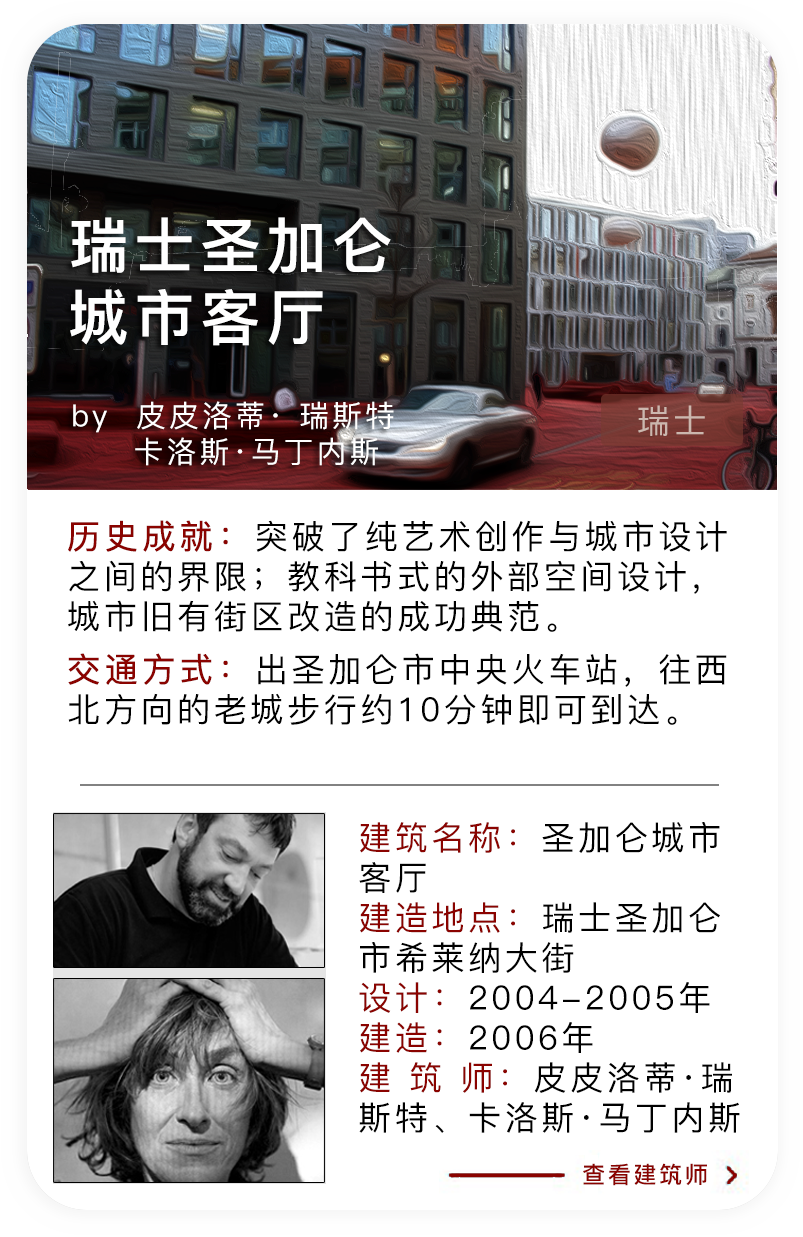 瑞士圣加仑
城市客厅
by 皮皮洛蒂·瑞斯特
卡洛斯·马丁内斯
瑞士
历史成就：突破了纯艺术创作与城市设计
之间的界限；教科书式的外部空间设计，
城市旧有街区改造的成功典范。
交通方式：出圣加仑市中央火车站，往西
北方向的老城步行约10分钟即可到达。
建筑名称：圣加仑城市
客厅
建造地点：瑞士圣加仑
市希莱纳大街
设计：2004-2005年
建造：2006年
建 筑 师：皮皮洛蒂·瑞
斯特、卡洛斯·马丁内斯
查看建筑师 ›